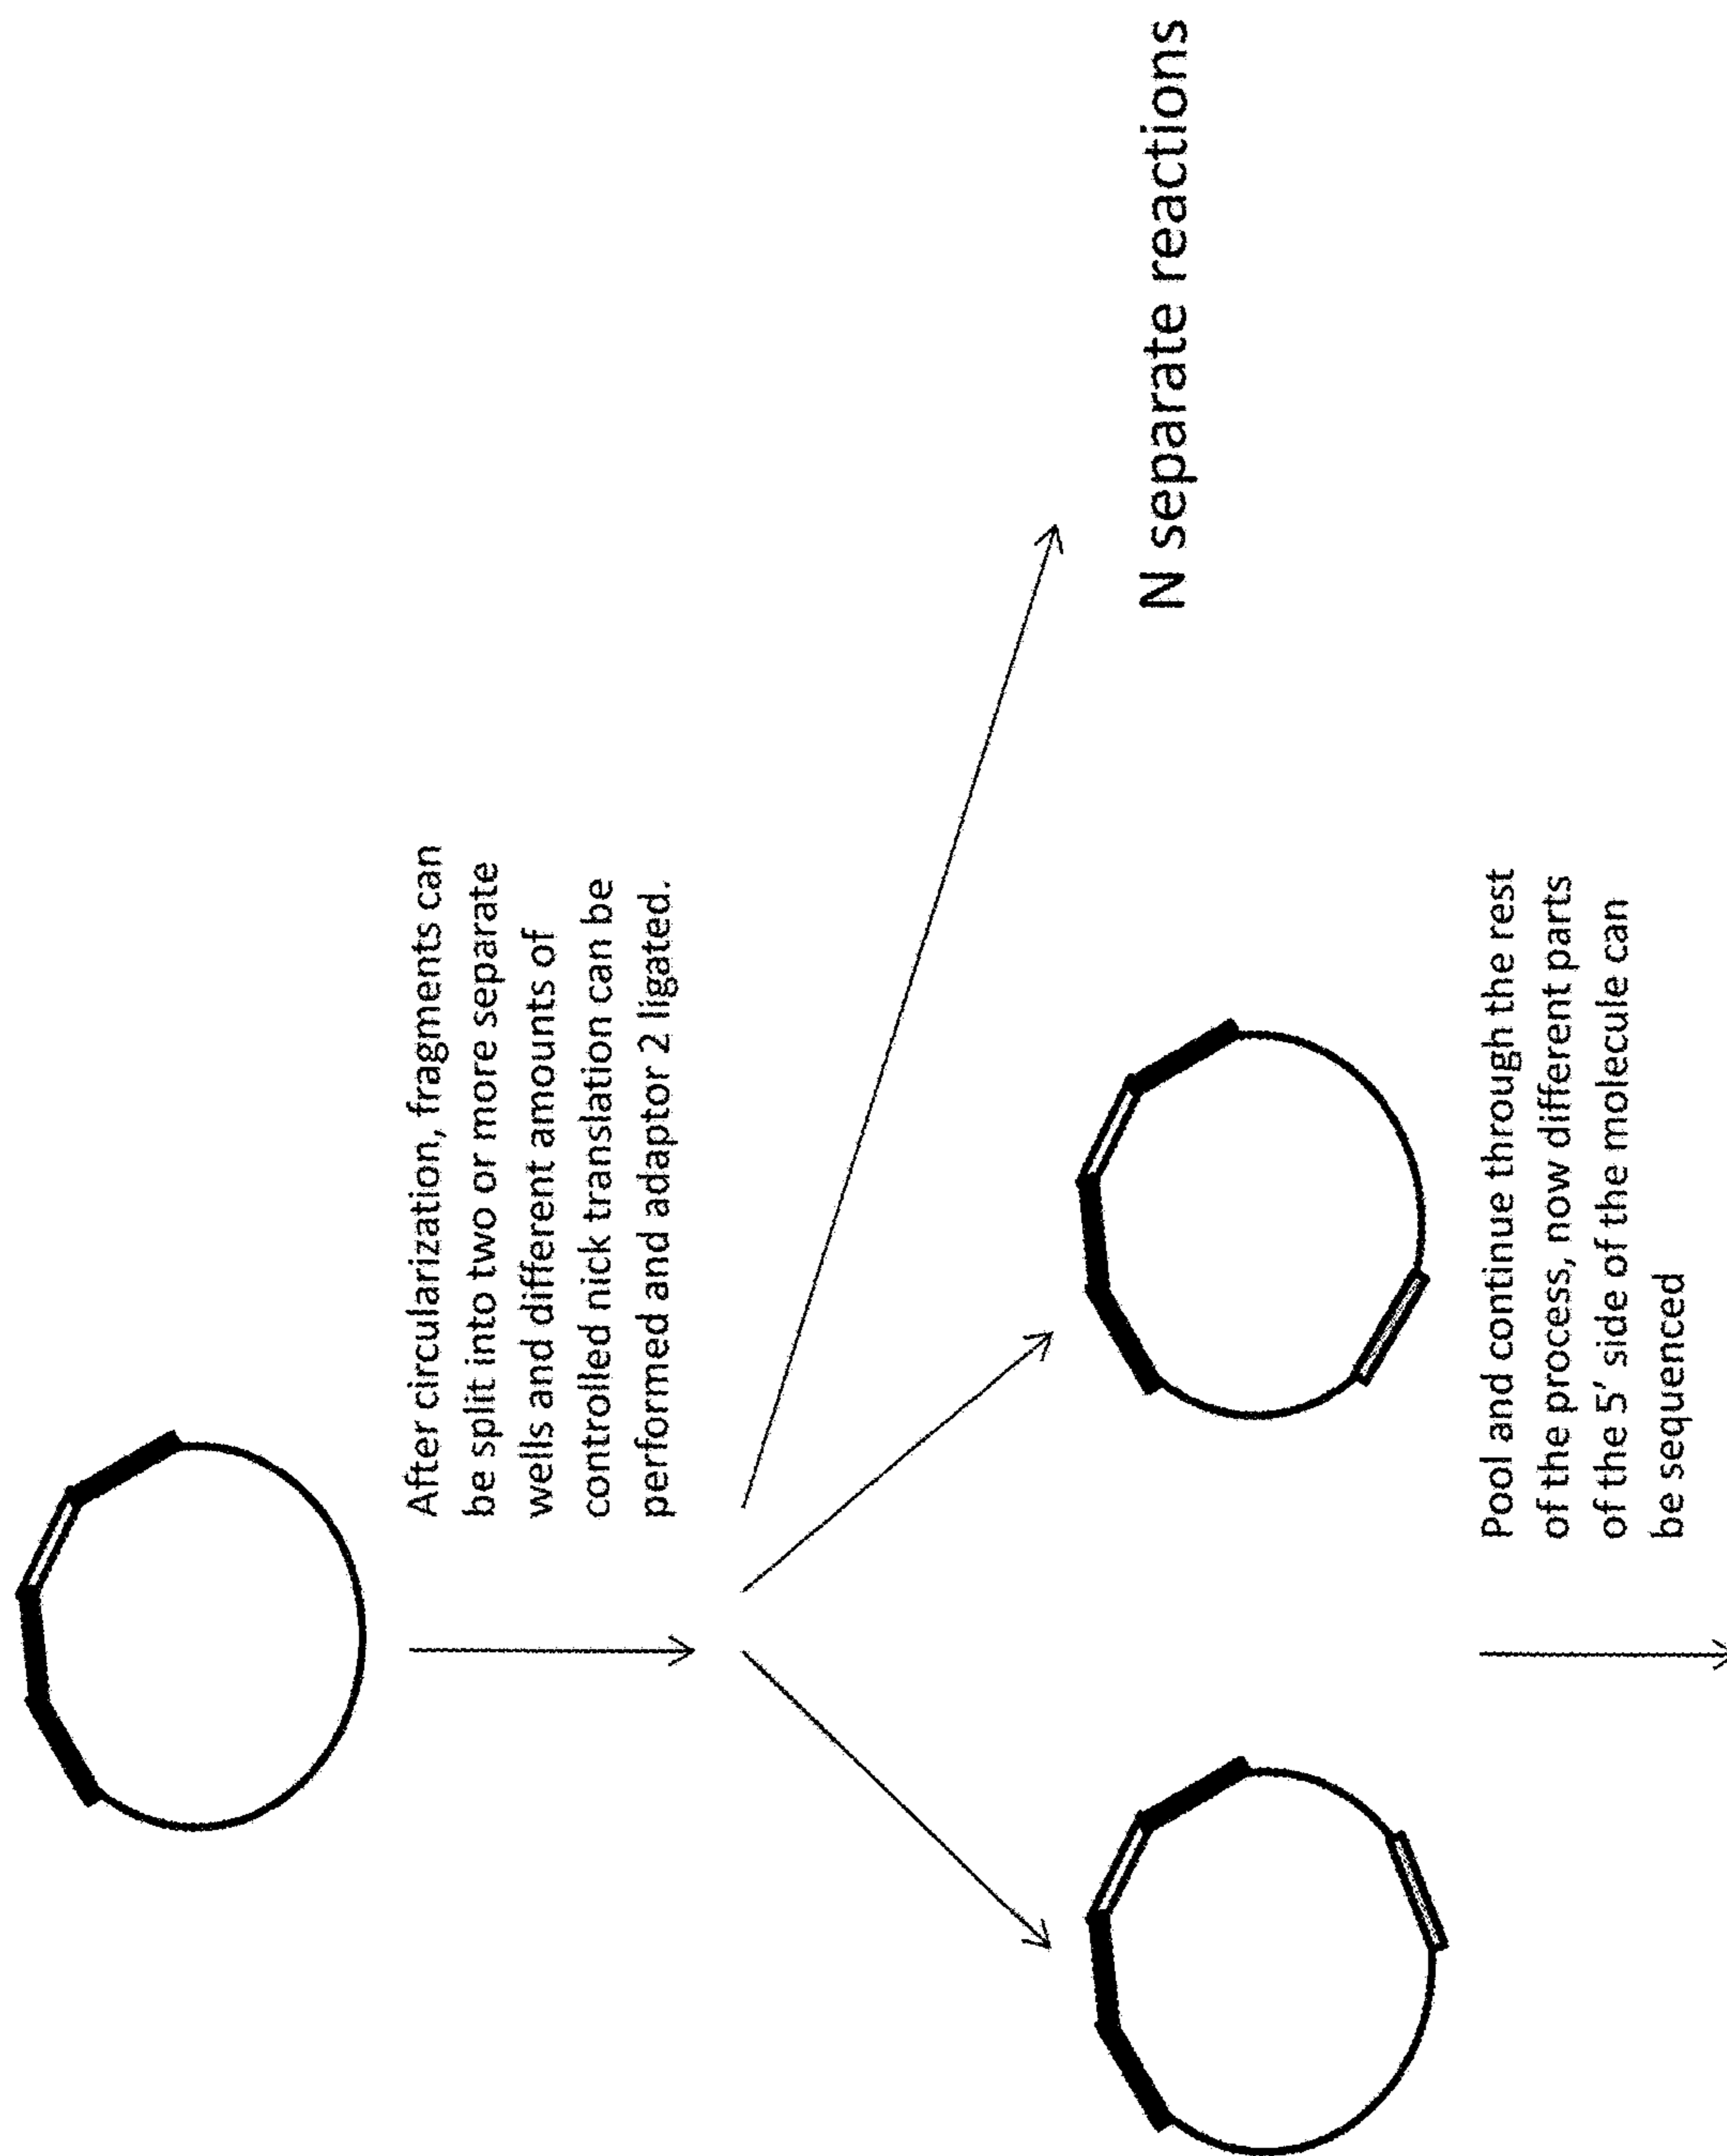 After circularization, fragments can
be split into two or more separate
wells and different amounts of
controlled nick translation can be
performed and adaptor 2 ligated.
N separate reactions
Pool and continue through the rest
of the process, now different parts
of the 5' side of the molecule can
be sequenced